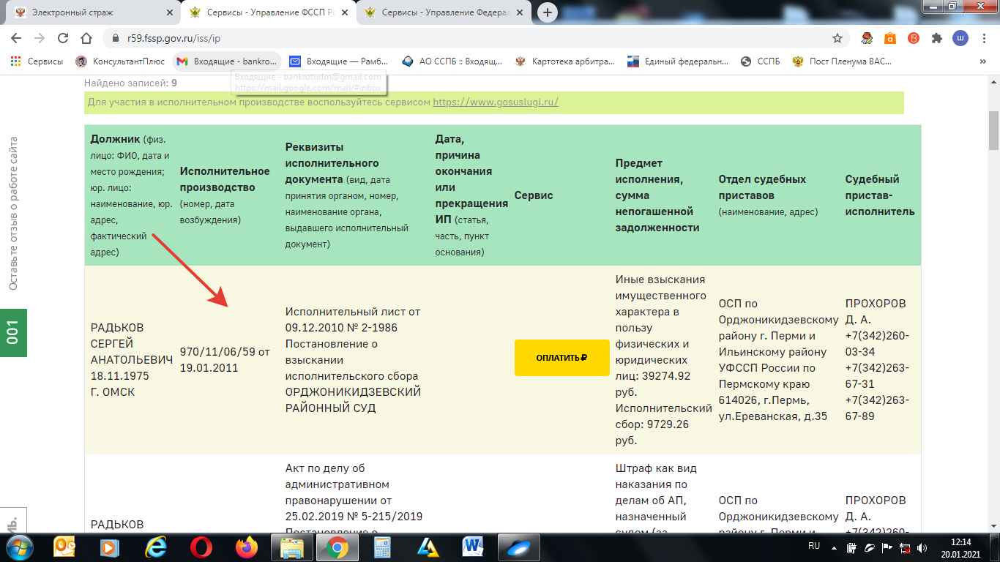 Электронный страж
Сервисы - Управление ФССП Ро
Сервисы - Управление Федерал
r59.fssp.gov.ru/iss/ip
ш
Сервисы
КонсультантПлюс
Входящие - bankro...
Входящие — Рамб...
АО ССПБ :: Входящ...
Картотека арбитра...
Единый федеральн...
ССПБ
Пост Пленума ВАС...
»
Входящие - bankrotudm@gmail.com
https://mail.google.com/mail/#inbox
Найдено записей: 9
Для участия в исполнительном производстве воспользуйтесь сервисом https://www.gosuslugi.ru/
Оставьте отзыв о работе сайта
001
Должник (физ.
лицо: ФИО, дата и
место рождения;
юр. лицо:
наименование, юр.
адрес,
фактический
адрес)
Исполнительное
производство
(номер, дата
возбуждения)
Реквизиты
исполнительного
документа (вид, дата
принятия органом, номер,
наименование органа,
выдавшего исполнительный
документ)
Дата,
причина
окончания
или
прекращения
ИП (статья,
часть, пункт
основания)
Сервис
Предмет
исполнения,
сумма
непогашенной
задолженности
Отдел судебных
приставов
(наименование, адрес)
Судебный
пристав-
исполнитель
РАДЬКОВ
СЕРГЕЙ
АНАТОЛЬЕВИЧ
18.11.1975
Г. ОМСК
970/11/06/59 от
19.01.2011
Исполнительный лист от
09.12.2010 № 2-1986
Постановление о
взыскании
исполнительского сбора
ОРДЖОНИКИДЗЕВСКИЙ
РАЙОННЫЙ СУД
ОПЛАТИТЬ ₽
Иные взыскания
имущественного
характера в
пользу
физических и
юридических
лиц: 39274.92
руб.
Исполнительский
сбор: 9729.26
руб.
ОСП по
Орджоникидзевскому
району г. Перми и
Ильинскому району
УФССП России по
Пермскому краю
614026, г.Пермь,
ул.Ереванская, д.35
ПРОХОРОВ
Д. А.
+7(342)260-
03-34
+7(342)263-
67-31
+7(342)263-
67-89
РАДЬКОВ
Акт по делу об
административном
правонарушении от
25.02.2019 № 5-215/2019
Постановление о
Штраф как вид
наказания по
делам об АП,
назначенный
судом (за
ОСП по
Орджоникидзевскому
району г. Перми и
ПРОХОРОВ
Д. А.
+7(342)260-
RU
12:14
20.01.2021